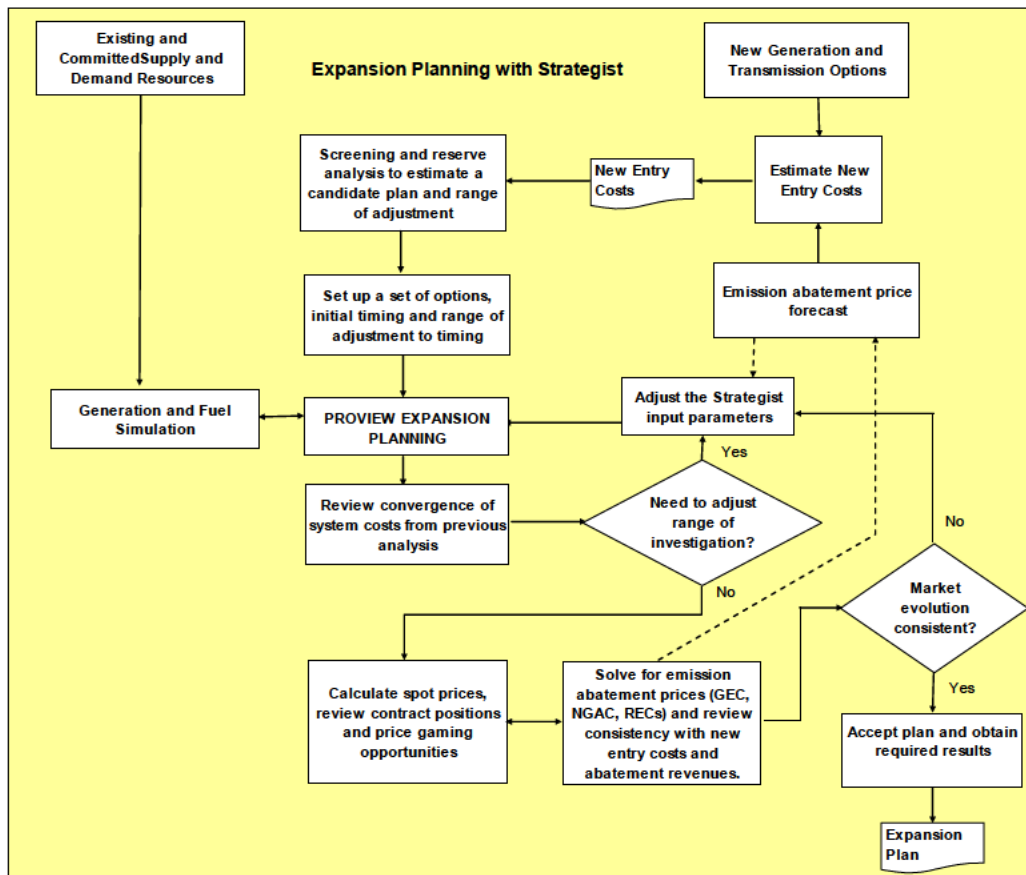 Existing and
CommittedSupply and
Demand Resources
Expansion Planning with Strategist
New Generation and
Transmission Options
Screening and reserve
analysis to estimate a
candidate plan and range
of adjustment
New Entry
Costs
Estimate New
Entry Costs
Set up a set of options,
initial timing and range of
adjustment to timing
Emission abatement price
forecast
Generation and Fuel
Simulation
PROVIEW EXPANSION
PLANNING
Adjust the Strategist
input parameters
Yes
Review convergence of
system costs from previous
analysis
Need to adjust
range of
investigation?
No
No
Market
evolution
consistent?
Calculate spot prices,
review contract positions
and price gaming
opportunities
Solve for emission
abatement prices (GEC,
NGAC, RECs) and review
consistency with new
entry costs and
abatement revenues.
Yes
Accept plan and obtain
required results
Expansion
Plan